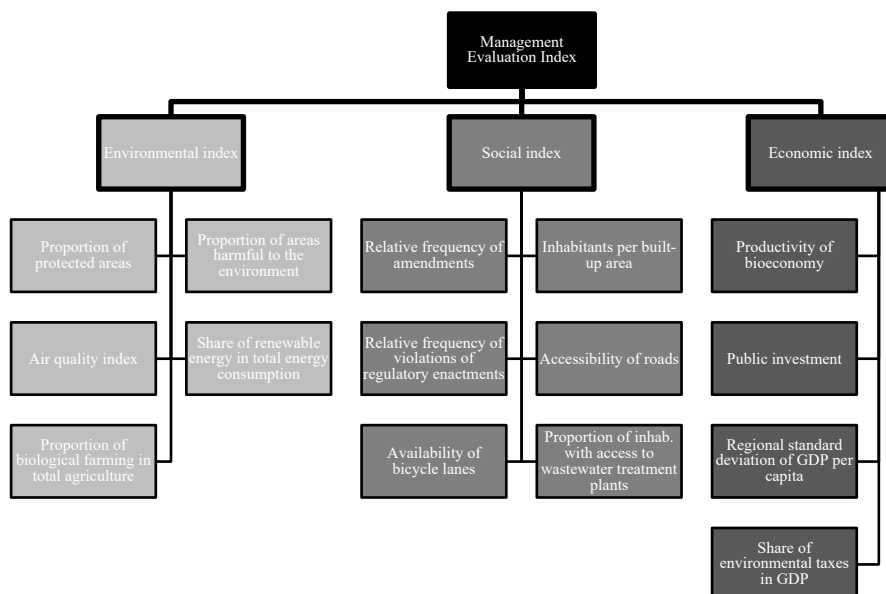 Management
Evaluation Index
Environmental index
Social index
Economic index
Proportion of
protected areas
Proportion of areas
harmful to the
environment
Relative frequency of
amendments
Inhabitants per built-
up area
Productivity of
bioeconomy
Air quality index
Share of renewable
energy in total energy
consumption
Relative frequency of
violations of
regulatory enactments
Accessibility of roads
Public investment
Proportion of
biological farming in
total agriculture
Availability of
bicycle lanes
Proportion of inhab.
with access to
wastewater treatment
plants
Regional standard
deviation of GDP per
capita
Share of
environmental taxes
in GDP